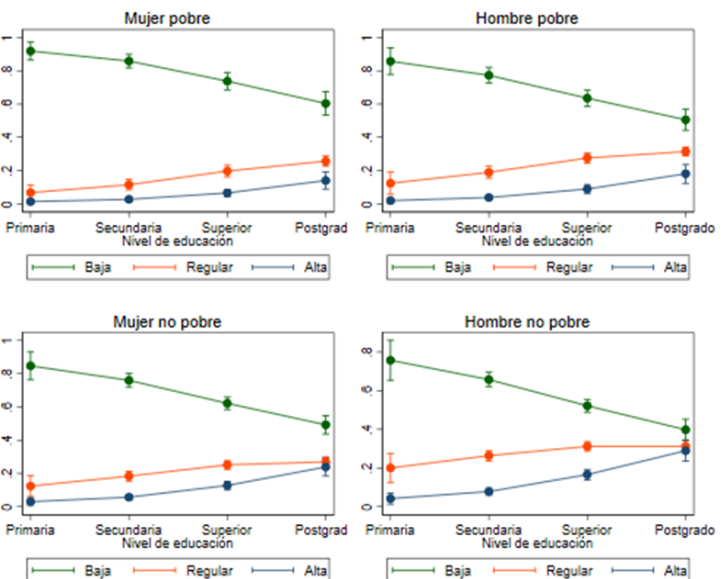 Mujer pobre
1
.8
.6
.4
.2
0
Primaria Secundaria Superior Postgrad
Nivel de educación
Baja Regular Alta
Hombre pobre
1
.8
.6
.4
.2
0
Primaria Secundaria Superior Postgrado
Nivel de educación
Baja Regular Alta
Mujer no pobre
1
.8
.6
.4
.2
0
Primaria Secundaria Superior Postgrad
Nivel de educación
Baja Regular Alta
Hombre no pobre
.8
.6
.4
.2
0
Primaria Secundaria Superior Postgrado
Nivel de educación
Baja Regular Alta